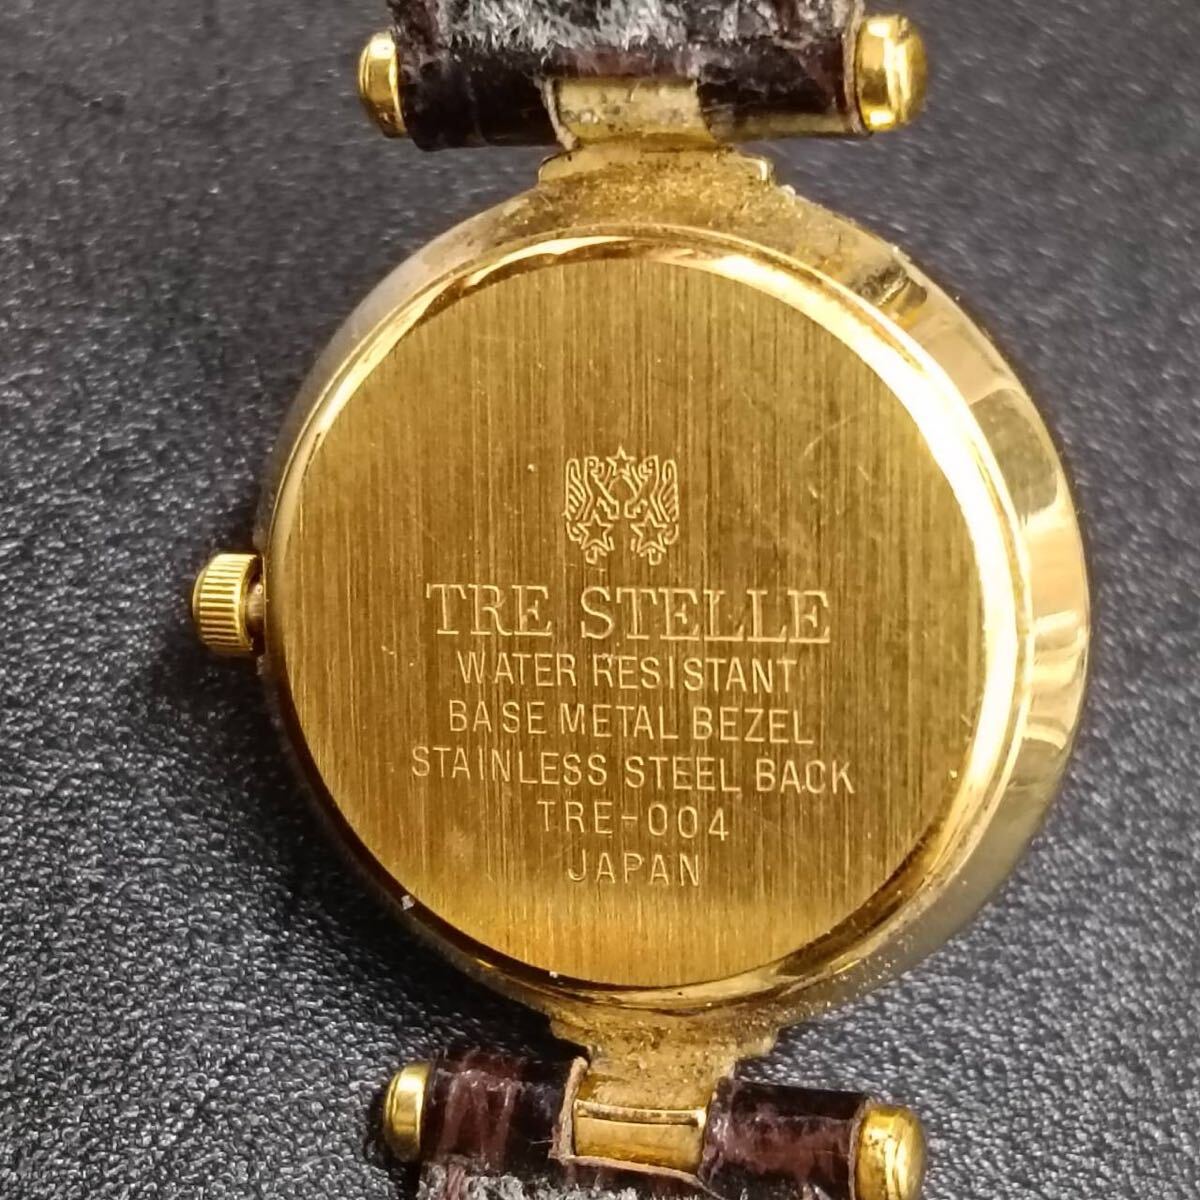 TRE STELLE
WATER RESISTANT
BASE METAL BEZEL
STAINLESS STEEL BACK
TRE-004
JAPAN